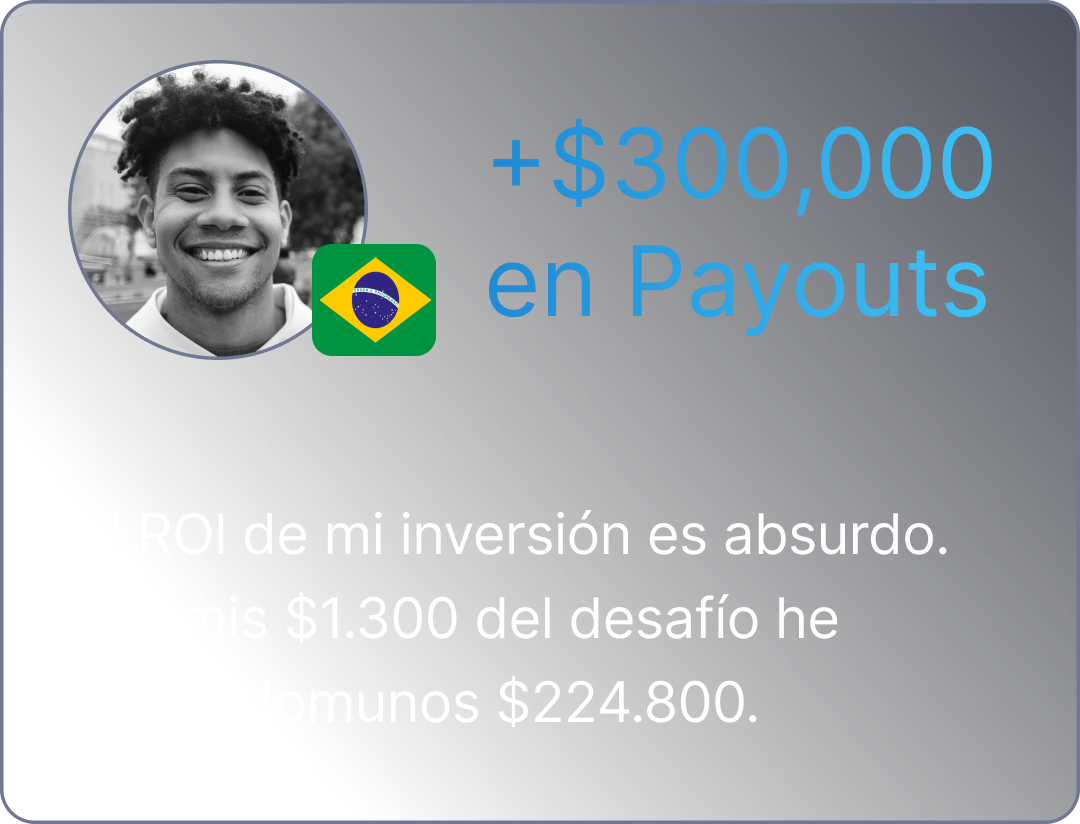 +$300,000
en Payouts
ROI de mi inversión es absurdo.
mis $1.300 del desafío he
$224.800.